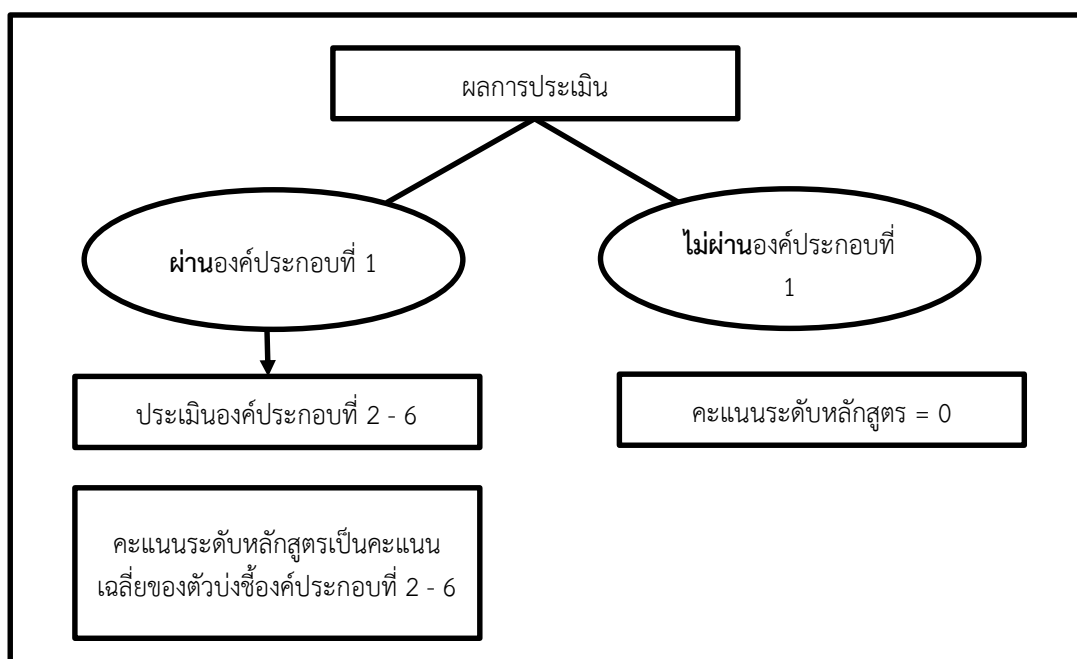 ผลการประเมิน
ผ่านองค์ประกอบที่ 1
ไม่ผ่านองค์ประกอบที่
1
ประเมินองค์ประกอบที่ 2 - 6
คะแนนระดับหลักสูตร = 0
คะแนนระดับหลักสูตรเป็นคะแนน
เฉลี่ยของตัวบ่งชี้องค์ประกอบที่ 2 - 6